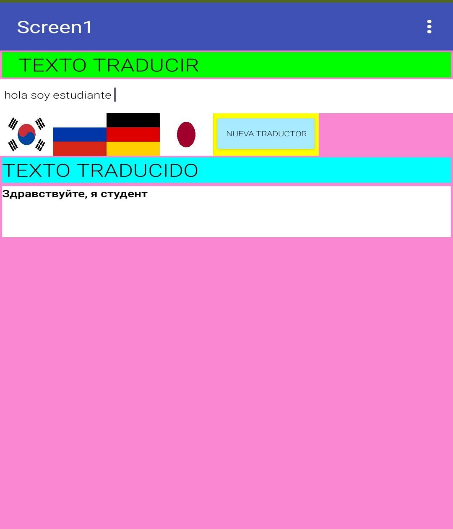 Screen1
TEXTO TRADUCIR
hola soy estudiante
NUEVA TRADUCTOR
TEXTO TRADUCIDO
Здравствуйте, я студент